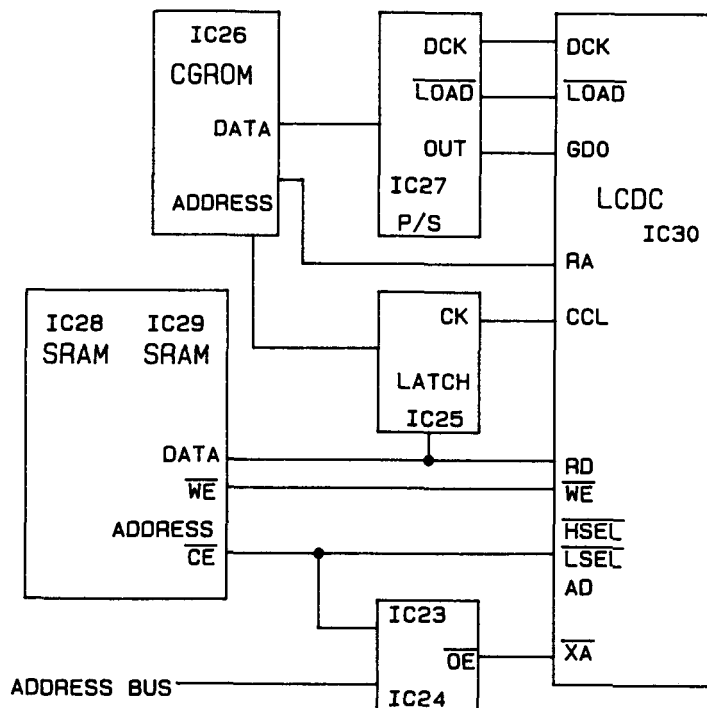 IC26
CGROM
DATA
ADDRESS
DCK
LOAD
OUT
IC27
P/S
DCK
LOAD
GDO
LCDC
IC30
RA
CCL
CK
LATCH
IC25
IC28 IC29
SRAM SRAM
DATA
WE
ADDRESS
CE
RD
WE
HSEL
LSEL
AD
XA
IC23
OE
IC24
ADDRESS BUS